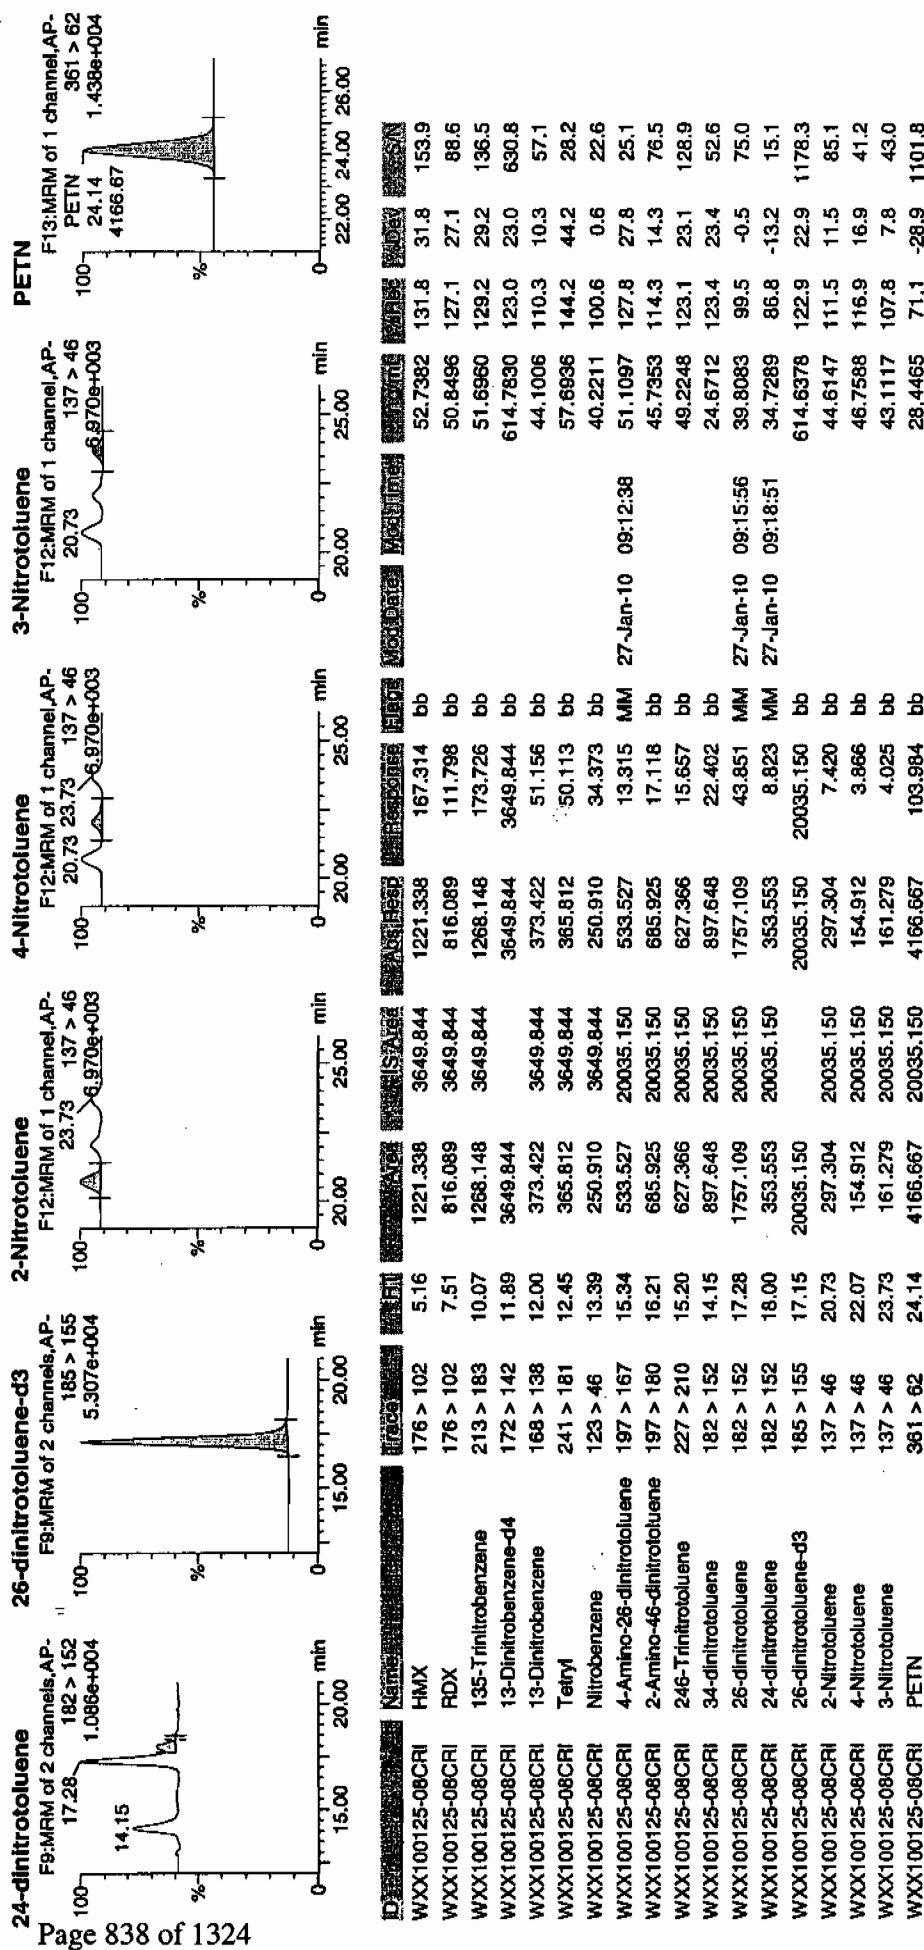 24-dinitrotoluene
F9:MRM of 2 channels,AP-
182 > 152
17.28
1.086e+004
100
14.15
%
0
15.00 20.00 min
26-dinitrotoluene-d3
F9:MRM of 2 channels,AP-
185 > 155
5.307e+004
100
%
0
15.00 20.00 min
2-Nitrotoluene
F12:MRM of 1 channel,AP-
137 > 46
23.73
6.970e+003
100
%
0
20.00 25.00 min
4-Nitrotoluene
F12:MRM of 1 channel,AP-
137 > 46
20.73 23.73
6.970e+003
100
%
0
20.00 25.00 min
3-Nitrotoluene
F12:MRM of 1 channel,AP-
137 > 46
20.73
6.970e+003
100
%
0
20.00 25.00 min
PETN
F13:MRM of 1 channel,AP-
PETN 361 > 62
24.14 1.438e+004
4166.67
100
%
0
22.00 24.00 26.00 min
ID Name Trace RT Area IS Area Abs.Resp Response Flags Mod.Date Mod.Time %Rec %Dev S/N
WXX100125-08CRI HMX 176 > 102 5.16 1221.338 3649.844 1221.338 167.314 bb 52.7382 131.8 31.8 153.9
WXX100125-08CRI RDX 176 > 102 7.51 816.089 3649.844 816.089 111.798 bb 50.8496 127.1 27.1 88.6
WXX100125-08CRI 135-Trinitrobenzene 213 > 183 10.07 1268.148 3649.844 1268.148 173.726 bb 51.6960 129.2 29.2 136.5
WXX100125-08CRI 13-Dinitrobenzene-d4 172 > 142 11.89 3649.844 3649.844 3649.844 bb 614.7830 123.0 23.0 630.8
WXX100125-08CRI 13-Dinitrobenzene 168 > 138 12.00 373.422 3649.844 373.422 51.156 bb 44.1006 110.3 10.3 57.1
WXX100125-08CRI Tetryl 241 > 181 12.45 365.812 3649.844 365.812 50.113 bb 57.6936 144.2 44.2 28.2
WXX100125-08CRI Nitrobenzene 123 > 46 13.39 250.910 3649.844 250.910 34.373 bb 40.2211 100.6 0.6 22.6
WXX100125-08CRI 4-Amino-26-dinitrotoluene 197 > 167 15.34 533.527 20035.150 533.527 13.315 MM 27-Jan-10 09:12:38 51.1097 127.8 27.8 25.1
WXX100125-08CRI 2-Amino-46-dinitrotoluene 197 > 180 16.21 685.925 20035.150 685.925 17.118 bb 45.7353 114.3 14.3 76.5
WXX100125-08CRI 246-Trinitrotoluene 227 > 210 15.20 627.366 20035.150 627.366 15.657 bb 49.2248 123.1 23.1 128.9
WXX100125-08CRI 34-dinitrotoluene 182 > 152 14.15 897.648 20035.150 897.648 22.402 bb 24.6712 123.4 23.4 52.6
WXX100125-08CRI 26-dinitrotoluene 182 > 152 17.28 1757.109 20035.150 1757.109 43.851 MM 27-Jan-10 09:15:56 39.8083 99.5 -0.5 75.0
WXX100125-08CRI 24-dinitrotoluene 182 > 152 18.00 353.553 20035.150 353.553 8.823 MM 27-Jan-10 09:18:51 34.7289 86.8 -13.2 15.1
WXX100125-08CRI 26-dinitrotoluene-d3 185 > 155 17.15 20035.150 20035.150 20035.150 bb 614.6378 122.9 22.9 1178.3
WXX100125-08CRI 2-Nitrotoluene 137 > 46 20.73 297.304 20035.150 297.304 7.420 bb 44.6147 111.5 11.5 85.1
WXX100125-08CRI 4-Nitrotoluene 137 > 46 22.07 154.912 20035.150 154.912 3.866 bb 46.7588 116.9 16.9 41.2
WXX100125-08CRI 3-Nitrotoluene 137 > 46 23.73 161.279 20035.150 161.279 4.025 bb 43.1117 107.8 7.8 43.0
WXX100125-08CRI PETN 361 > 62 24.14 4166.667 20035.150 4166.667 103.984 bb 28.4465 71.1 -28.9 1101.8
Page 838 of 1324